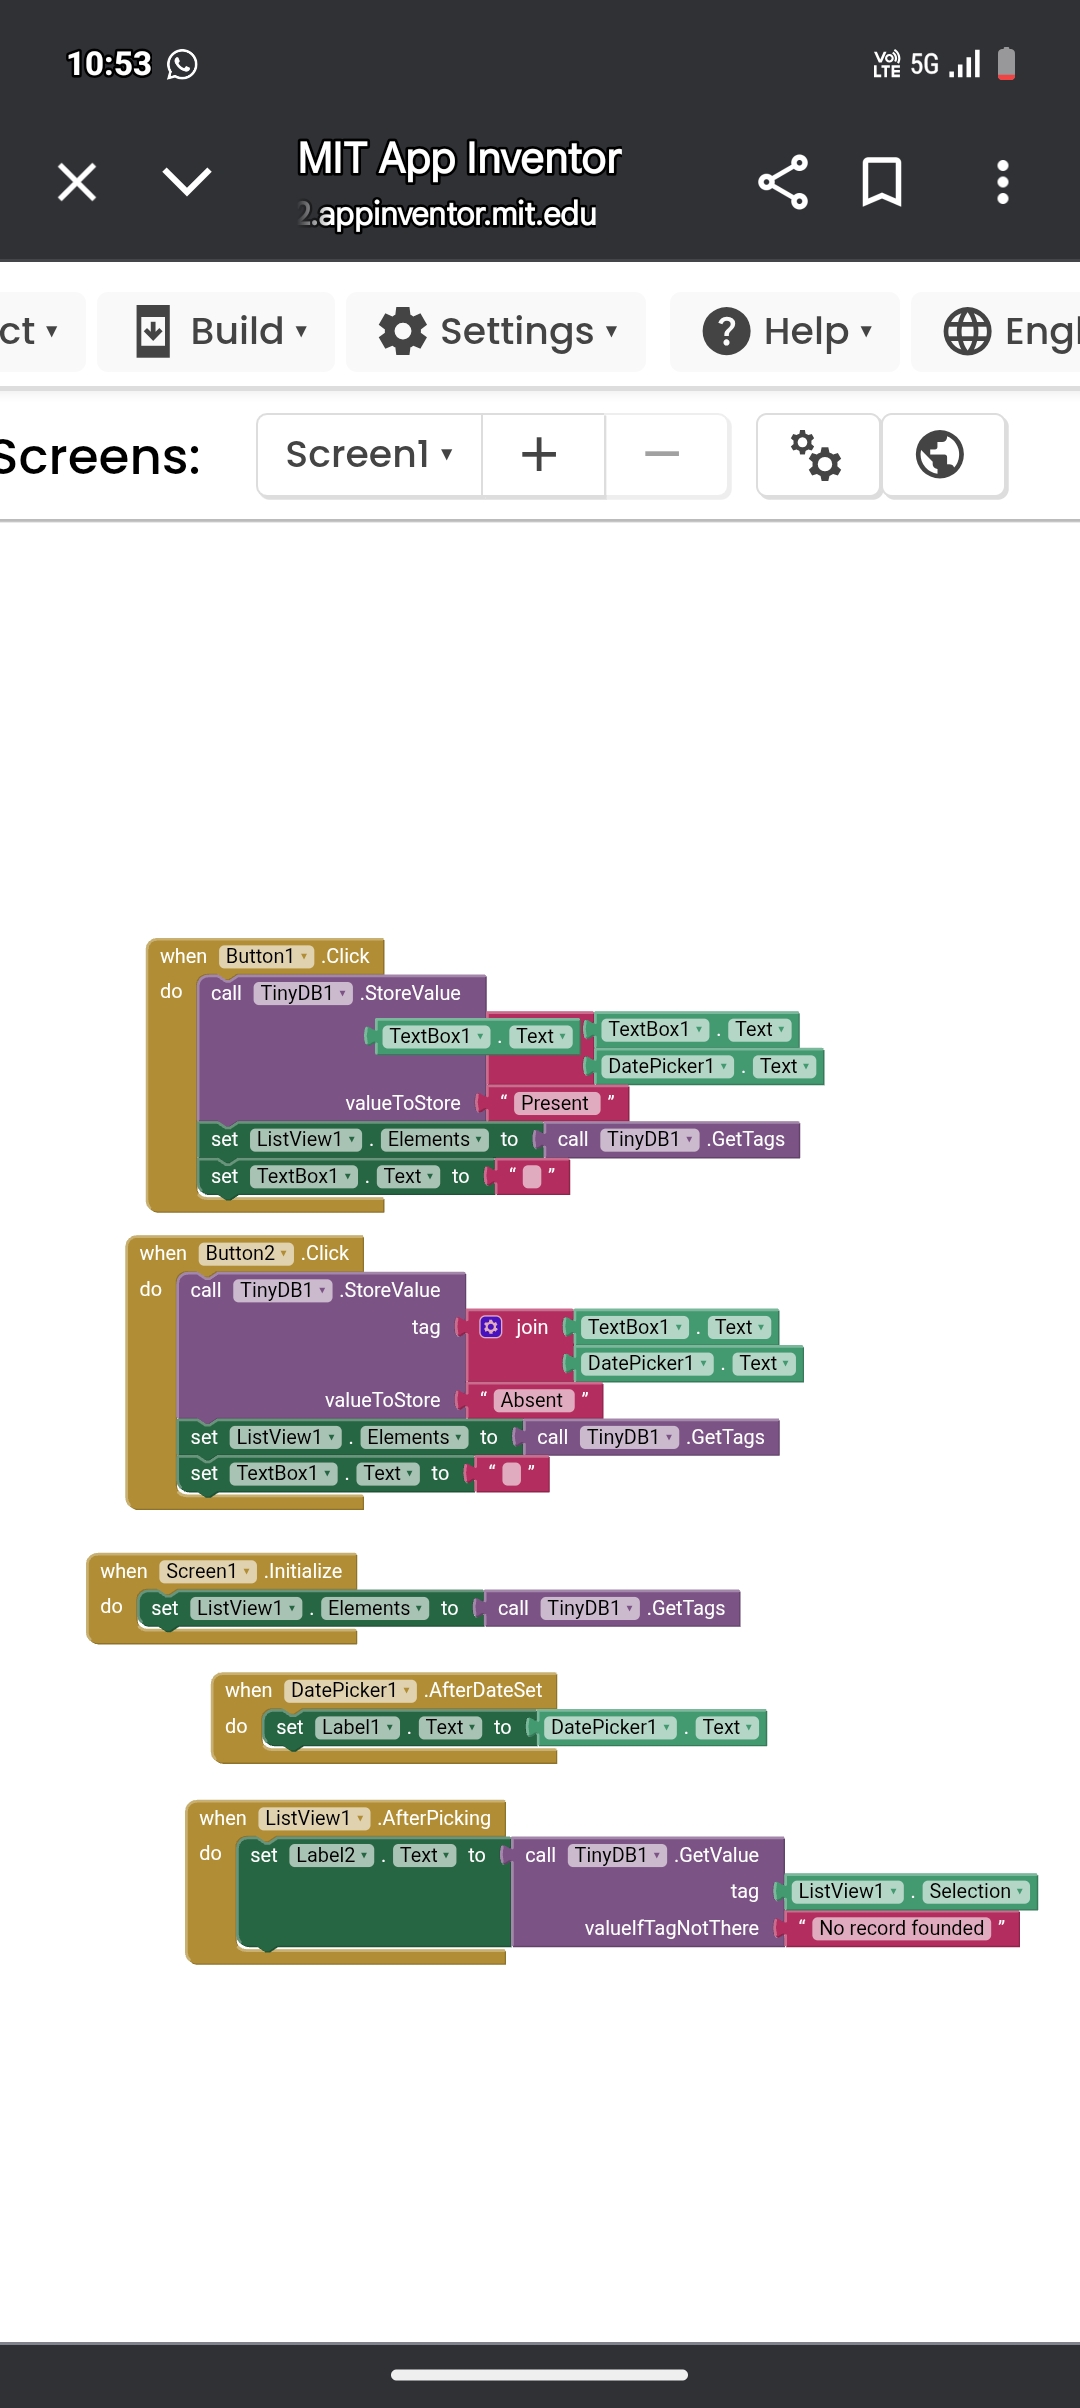 10:53 Vo)) LTE 5G
MIT App Inventor
2.appinventor.mit.edu
ct Build Settings Help Engl
Screens: Screen1 + −
when Button1 .Click
do call TinyDB1 .StoreValue
TextBox1 . Text TextBox1 . Text
DatePicker1 . Text
valueToStore “ Present ”
set ListView1 . Elements to call TinyDB1 .GetTags
set TextBox1 . Text to “ ”
when Button2 .Click
do call TinyDB1 .StoreValue
tag join TextBox1 . Text
DatePicker1 . Text
valueToStore “ Absent ”
set ListView1 . Elements to call TinyDB1 .GetTags
set TextBox1 . Text to “ ”
when Screen1 .Initialize
do set ListView1 . Elements to call TinyDB1 .GetTags
when DatePicker1 .AfterDateSet
do set Label1 . Text to DatePicker1 . Text
when ListView1 .AfterPicking
do set Label2 . Text to call TinyDB1 .GetValue
tag ListView1 . Selection
valueIfTagNotThere “ No record founded ”